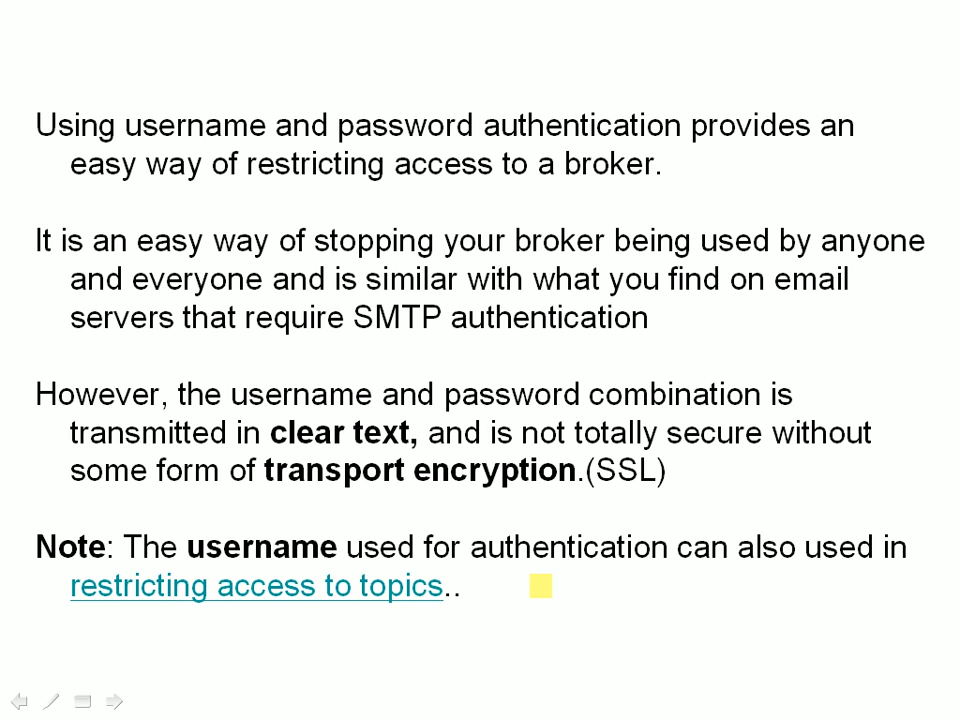 Using username and password authentication provides an
easy way of restricting access to a broker.
It is an easy way of stopping your broker being used by anyone
and everyone and is similar with what you find on email
servers that require SMTP authentication
However, the username and password combination is
transmitted in clear text, and is not totally secure without
some form of transport encryption.(SSL)
Note: The username used for authentication can also used in
restricting access to topics..